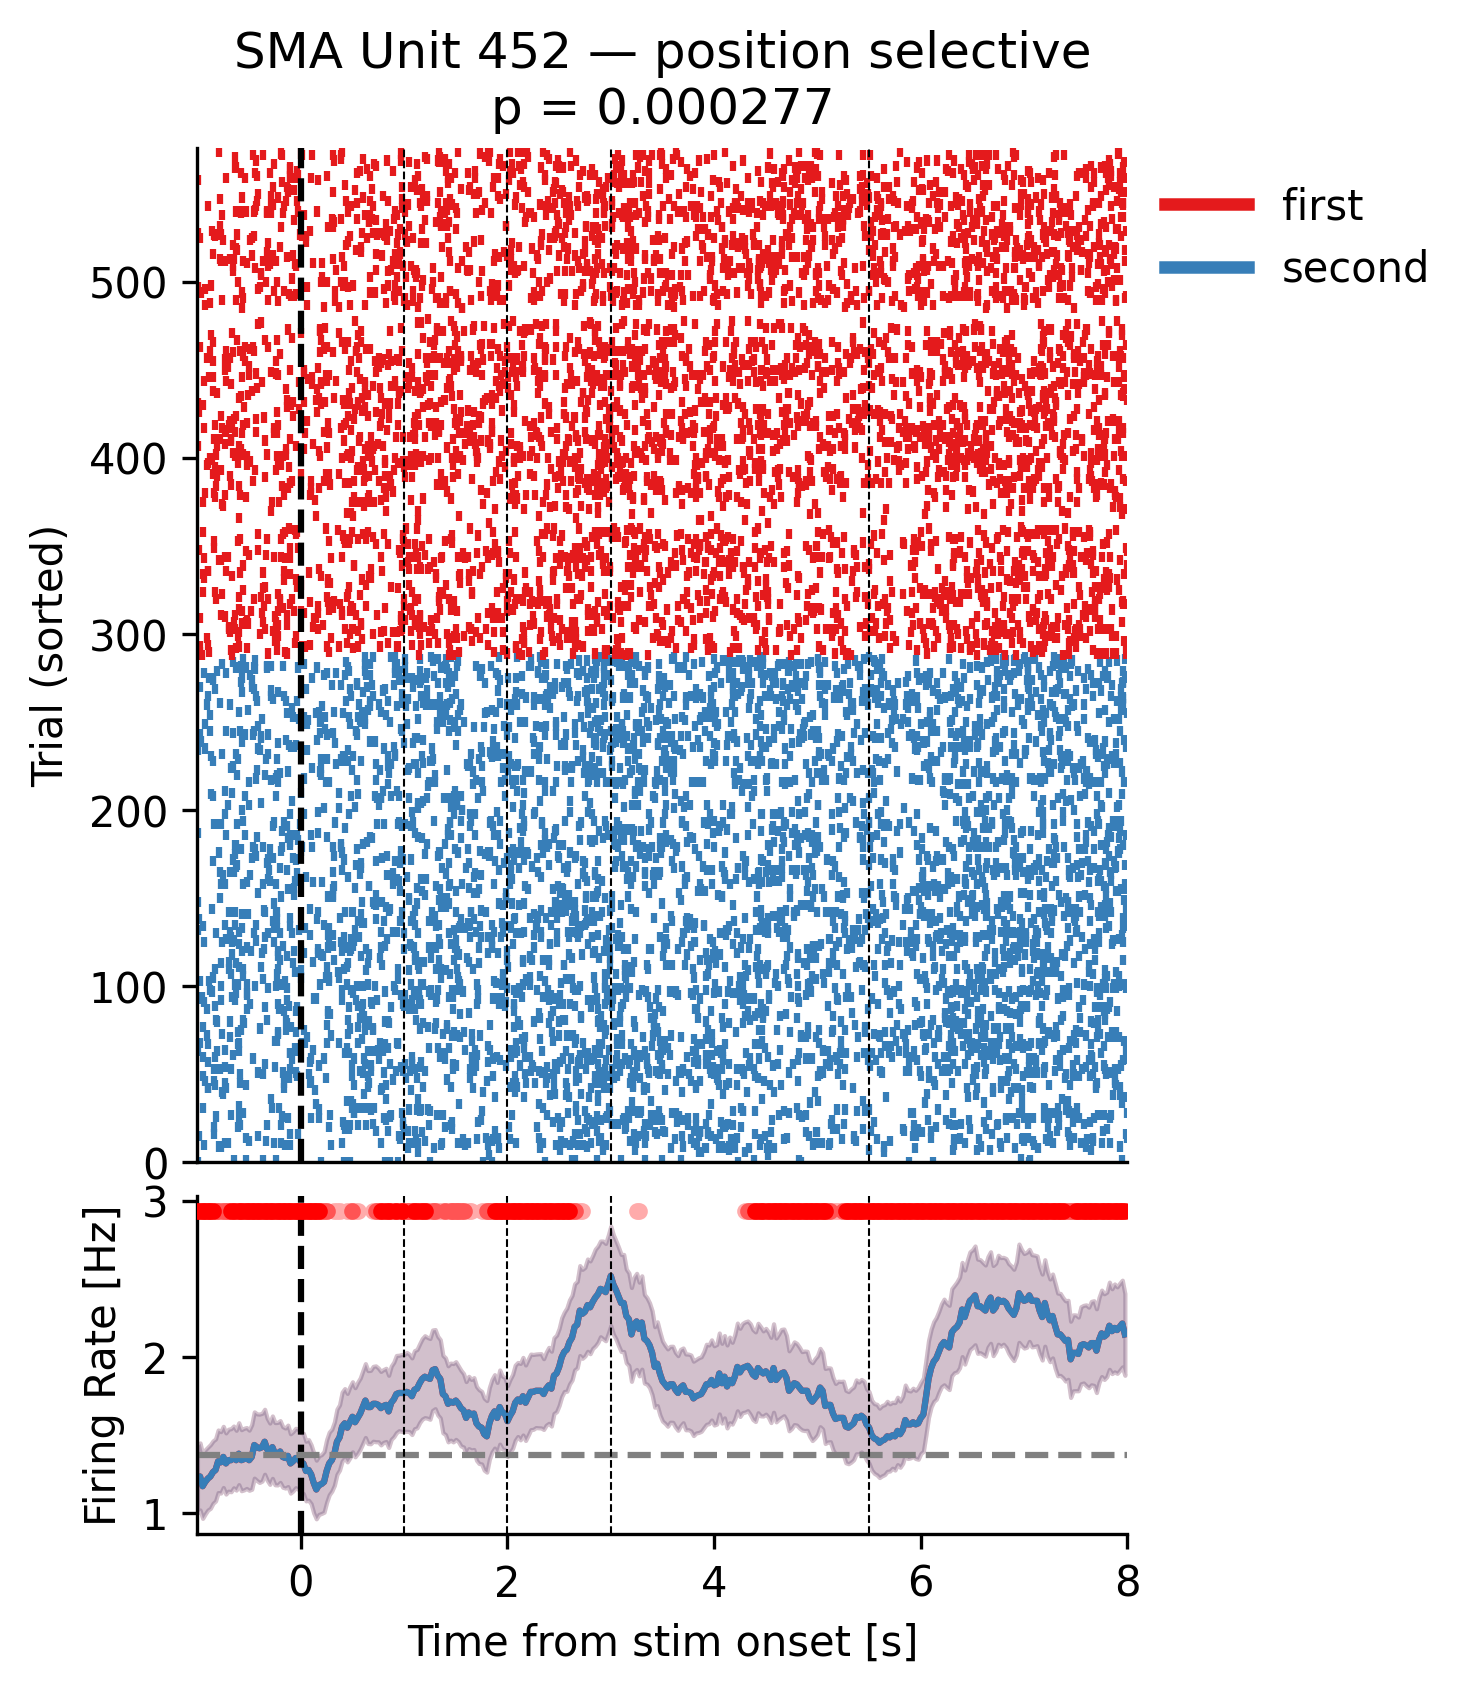 SMA Unit 452 — position selective
p = 0.000277
first
second
Trial (sorted)
500
400
300
200
100
0
Firing Rate [Hz]
3
2
1
0
2
4
6
8
Time from stim onset [s]